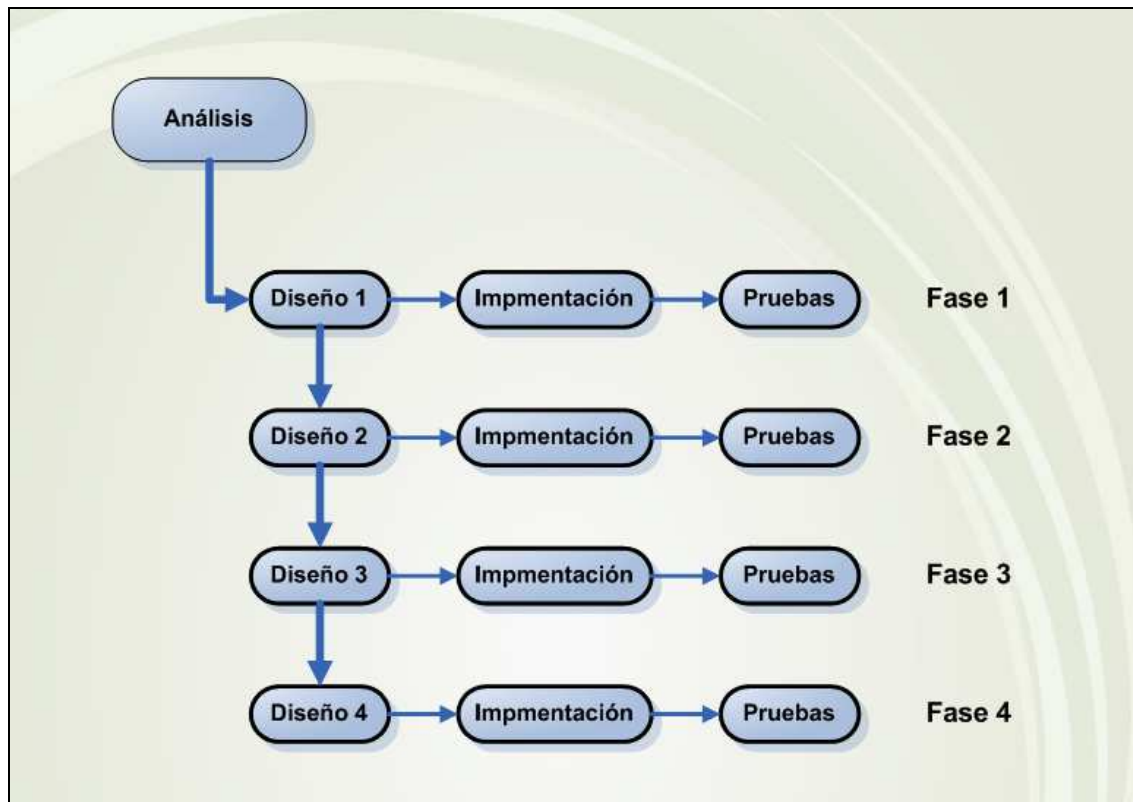 Análisis
Diseño 1 Impmentación Pruebas Fase 1
Diseño 2 Impmentación Pruebas Fase 2
Diseño 3 Impmentación Pruebas Fase 3
Diseño 4 Impmentación Pruebas Fase 4